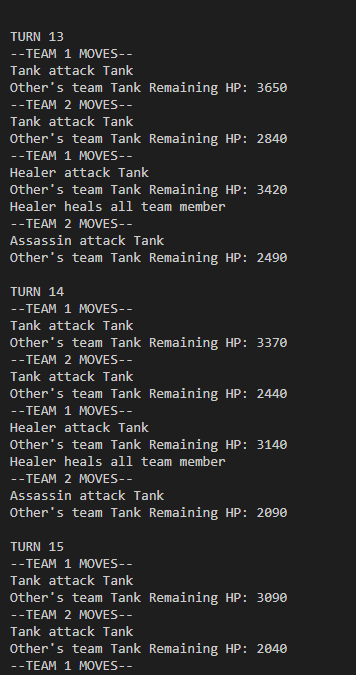 TURN 13
--TEAM 1 MOVES--
Tank attack Tank
Other's team Tank Remaining HP: 3650
--TEAM 2 MOVES--
Tank attack Tank
Other's team Tank Remaining HP: 2840
--TEAM 1 MOVES--
Healer attack Tank
Other's team Tank Remaining HP: 3420
Healer heals all team member
--TEAM 2 MOVES--
Assassin attack Tank
Other's team Tank Remaining HP: 2490
TURN 14
--TEAM 1 MOVES--
Tank attack Tank
Other's team Tank Remaining HP: 3370
--TEAM 2 MOVES--
Tank attack Tank
Other's team Tank Remaining HP: 2440
--TEAM 1 MOVES--
Healer attack Tank
Other's team Tank Remaining HP: 3140
Healer heals all team member
--TEAM 2 MOVES--
Assassin attack Tank
Other's team Tank Remaining HP: 2090
TURN 15
--TEAM 1 MOVES--
Tank attack Tank
Other's team Tank Remaining HP: 3090
--TEAM 2 MOVES--
Tank attack Tank
Other's team Tank Remaining HP: 2040
--TEAM 1 MOVES--